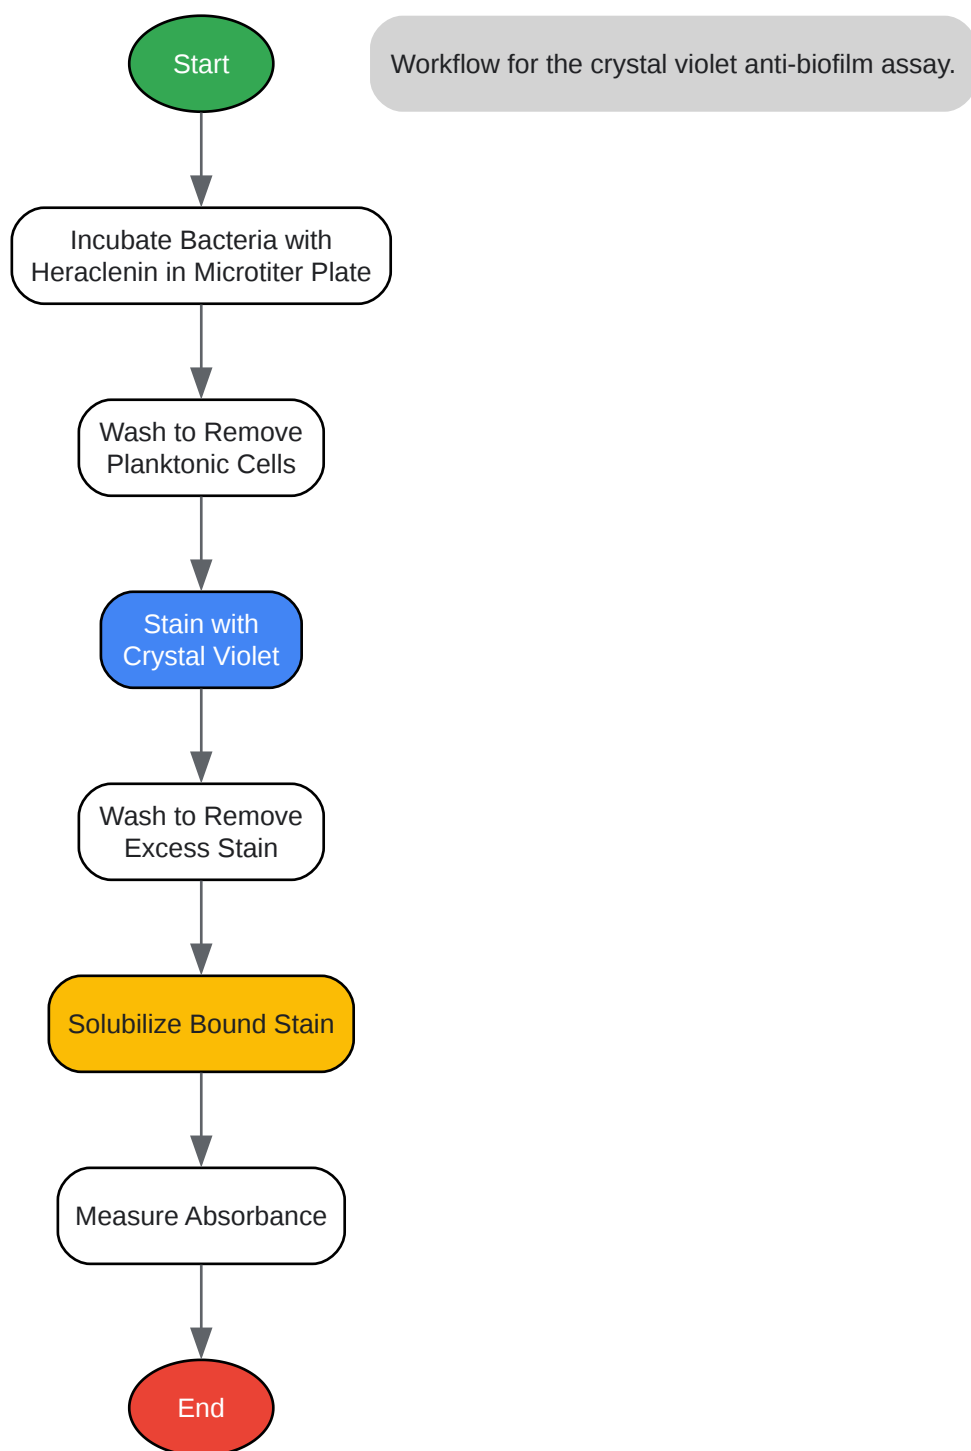 Start
Workflow for the crystal violet anti-biofilm assay.
Incubate Bacteria with
Heraclenin in Microtiter Plate
Wash to Remove
Planktonic Cells
Stain with
Crystal Violet
Wash to Remove
Excess Stain
Solubilize Bound Stain
Measure Absorbance
End